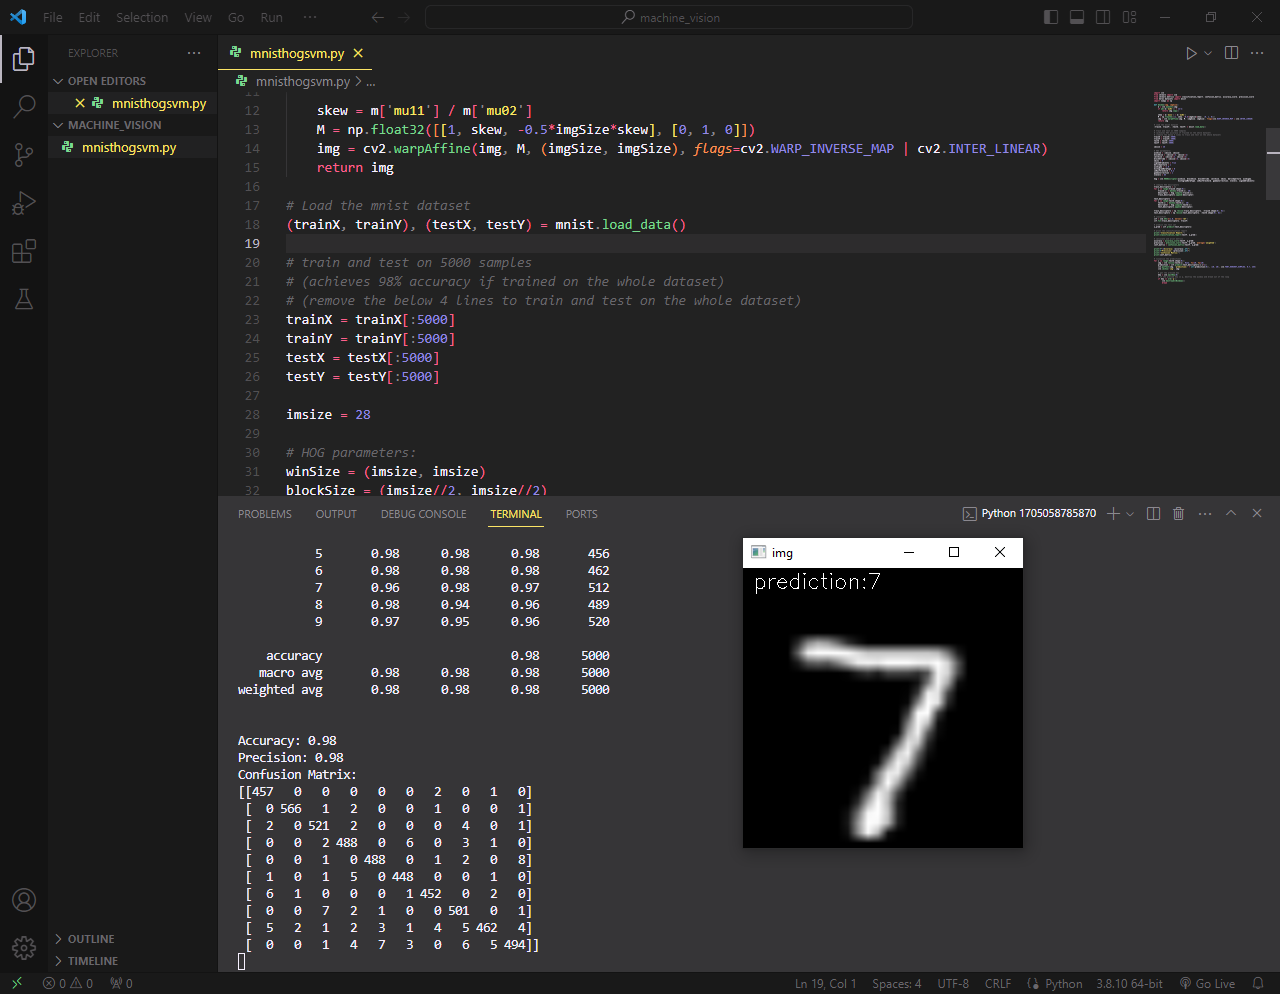 File Edit Selection View Go Run ··· machine_vision
EXPLORER ···
OPEN EDITORS
mnisthogsvm.py
MACHINE_VISION
mnisthogsvm.py
OUTLINE
TIMELINE
mnisthogsvm.py
mnisthogsvm.py > ...
11
12 skew = m['mu11'] / m['mu02']
13 M = np.float32([[1, skew, -0.5*imgSize*skew], [0, 1, 0]])
14 img = cv2.warpAffine(img, M, (imgSize, imgSize), flags=cv2.WARP_INVERSE_MAP | cv2.INTER_LINEAR)
15 return img
16
17 # Load the mnist dataset
18 (trainX, trainY), (testX, testY) = mnist.load_data()
19
20 # train and test on 5000 samples
21 # (achieves 98% accuracy if trained on the whole dataset)
22 # (remove the below 4 lines to train and test on the whole dataset)
23 trainX = trainX[:5000]
24 trainY = trainY[:5000]
25 testX = testX[:5000]
26 testY = testY[:5000]
27
28 imsize = 28
29
30 # HOG parameters:
31 winSize = (imsize, imsize)
32 blockSize = (imsize//2, imsize//2)
PROBLEMS OUTPUT DEBUG CONSOLE TERMINAL PORTS Python 1705058785870
5 0.98 0.98 0.98 456
6 0.98 0.98 0.98 462
7 0.96 0.98 0.97 512
8 0.98 0.94 0.96 489
9 0.97 0.95 0.96 520
accuracy 0.98 5000
macro avg 0.98 0.98 0.98 5000
weighted avg 0.98 0.98 0.98 5000
Accuracy: 0.98
Precision: 0.98
Confusion Matrix:
[[457 0 0 0 0 0 2 0 1 0]
[ 0 566 1 2 0 0 1 0 0 1]
[ 2 0 521 2 0 0 0 4 0 1]
[ 0 0 2 488 0 6 0 3 1 0]
[ 0 0 1 0 488 0 1 2 0 8]
[ 1 0 1 5 0 448 0 0 1 0]
[ 6 1 0 0 0 1 452 0 2 0]
[ 0 0 7 2 1 0 0 501 0 1]
[ 5 2 1 2 3 1 4 5 462 4]
[ 0 0 1 4 7 3 0 6 5 494]]
img
prediction:7
7
0 0 0 Ln 19, Col 1 Spaces: 4 UTF-8 CRLF Python 3.8.10 64-bit Go Live